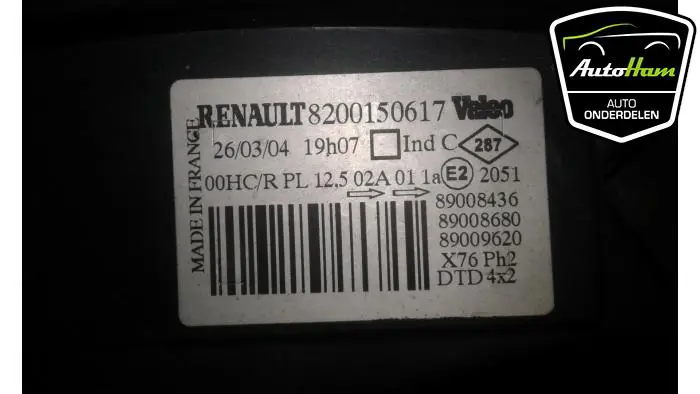 RENAULT 8200150617 Valeo
26/03/04 19h07 Ind C 287
00HC/R PL 12,5 02A 01 1a E2 2051
89008436
89008680
89009620
X76 Ph2
DTD 4x2
MADE IN FRANCE
AutoHam
AUTO
ONDERDELEN